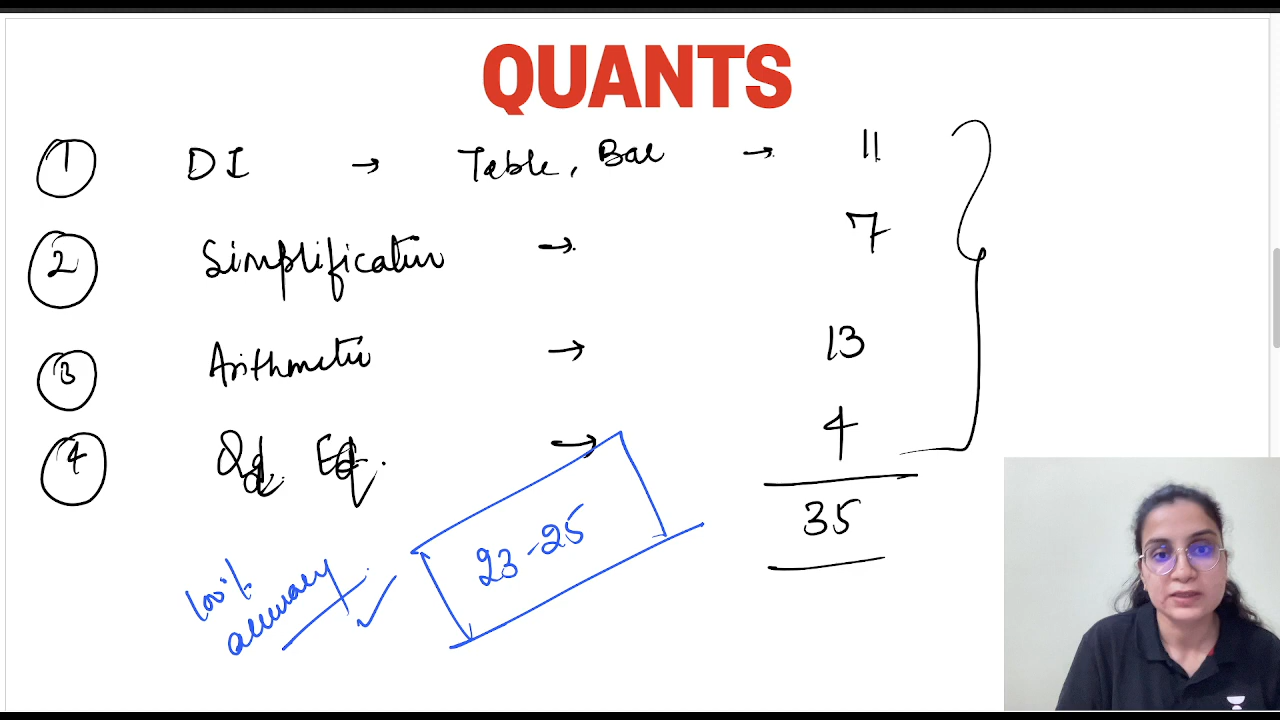 QUANTS
1 DI → Table, Bar → 11
2 Simplification → 7
3 Arithmetic → 13
4 Qd. Eq. → 4
35
23-25
100%
accuracy ✓